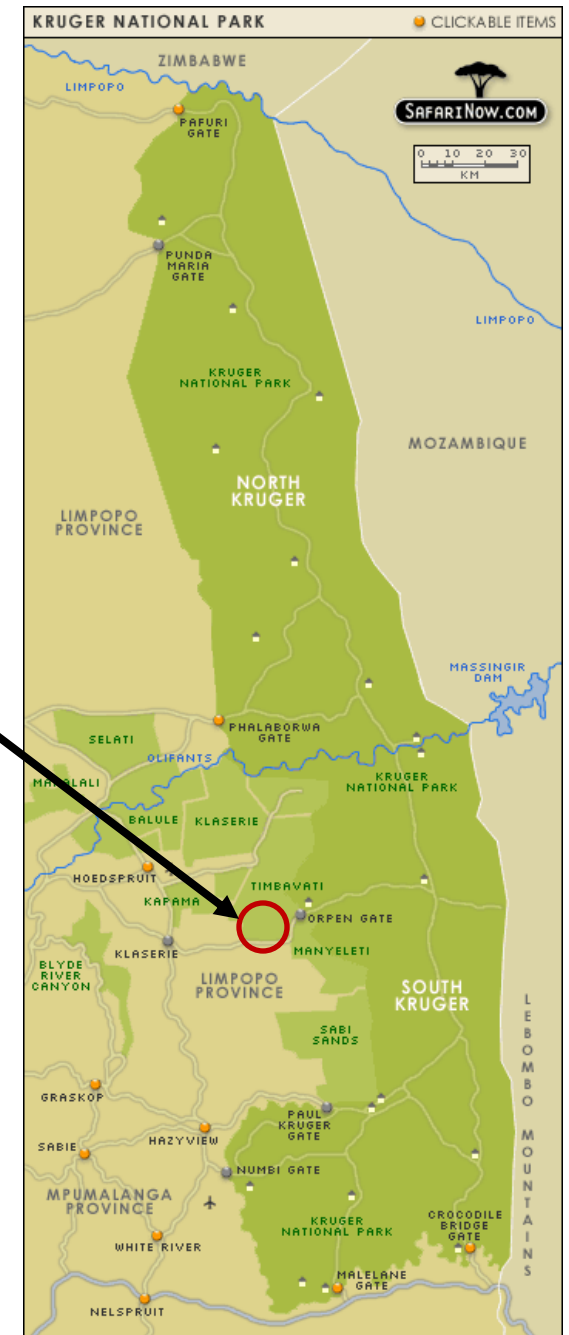 KRUGER NATIONAL PARK
CLICKABLE ITEMS
ZIMBABWE
LIMPOPO
SAFARINOW.COM
PAFURI
GATE
0 10 20 30
KM
PUNDA
MARIA
GATE
LIMPOPO
KRUGER
NATIONAL PARK
MOZAMBIQUE
NORTH
KRUGER
LIMPOPO
PROVINCE
MASSINGIR
DAM
PHALABORWA
GATE
SELATI
OLIFANTS
KRUGER
NATIONAL PARK
BALULE
KLASERIE
HOEDSPRUIT
TIMBAVATI
KAPAMA
ORPEN GATE
KLASERIE
MANYELETI
BLYDE
RIVER
CANYON
LIMPOPO
PROVINCE
SOUTH
KRUGER
LEBOMBO MOUNTAINS
SABI
SANDS
GRASKOP
PAUL
KRUGER
GATE
SABIE
HAZYVIEW
NUMBI GATE
MPUMALANGA
PROVINCE
KRUGER
NATIONAL PARK
CROCODILE
BRIDGE
GATE
WHITE RIVER
MALELANE
GATE
NELSPRUIT